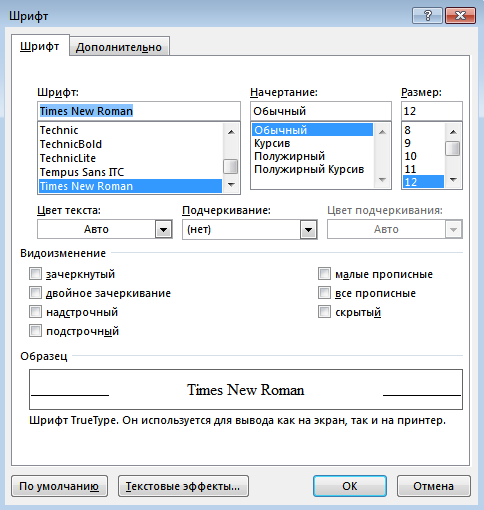 Шрифт
Шрифт Дополнительно
Шрифт: Начертание: Размер:
Times New Roman Обычный 12
Technic Обычный 8
TechnicBold Курсив 9
TechnicLite Полужирный 10
Tempus Sans ITC Полужирный Курсив 11
Times New Roman 12
Цвет текста: Подчеркивание: Цвет подчеркивания:
Авто (нет) Авто
Видоизменение
зачеркнутый малые прописные
двойное зачеркивание все прописные
надстрочный скрытый
подстрочный
Образец
Times New Roman
Шрифт TrueType. Он используется для вывода как на экран, так и на принтер.
По умолчанию Текстовые эффекты... ОК Отмена